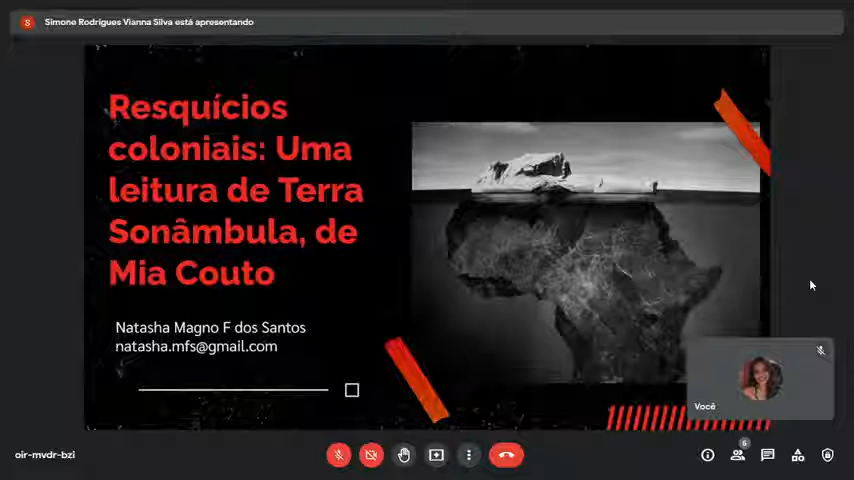 S
Simone Rodrigues Vianna Silva está apresentando
Resquícios
coloniais: Uma
leitura de Terra
Sonâmbula, de
Mia Couto
Natasha Magno F dos Santos
natasha.mfs@gmail.com
Você
oir-mvdr-bzi
6